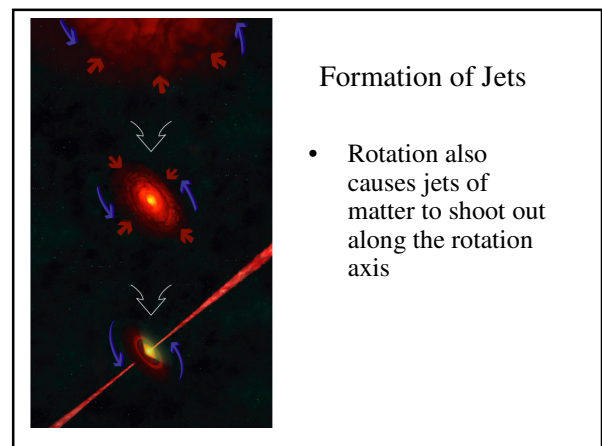 Formation of Jets
• Rotation also
causes jets of
matter to shoot out
along the rotation
axis